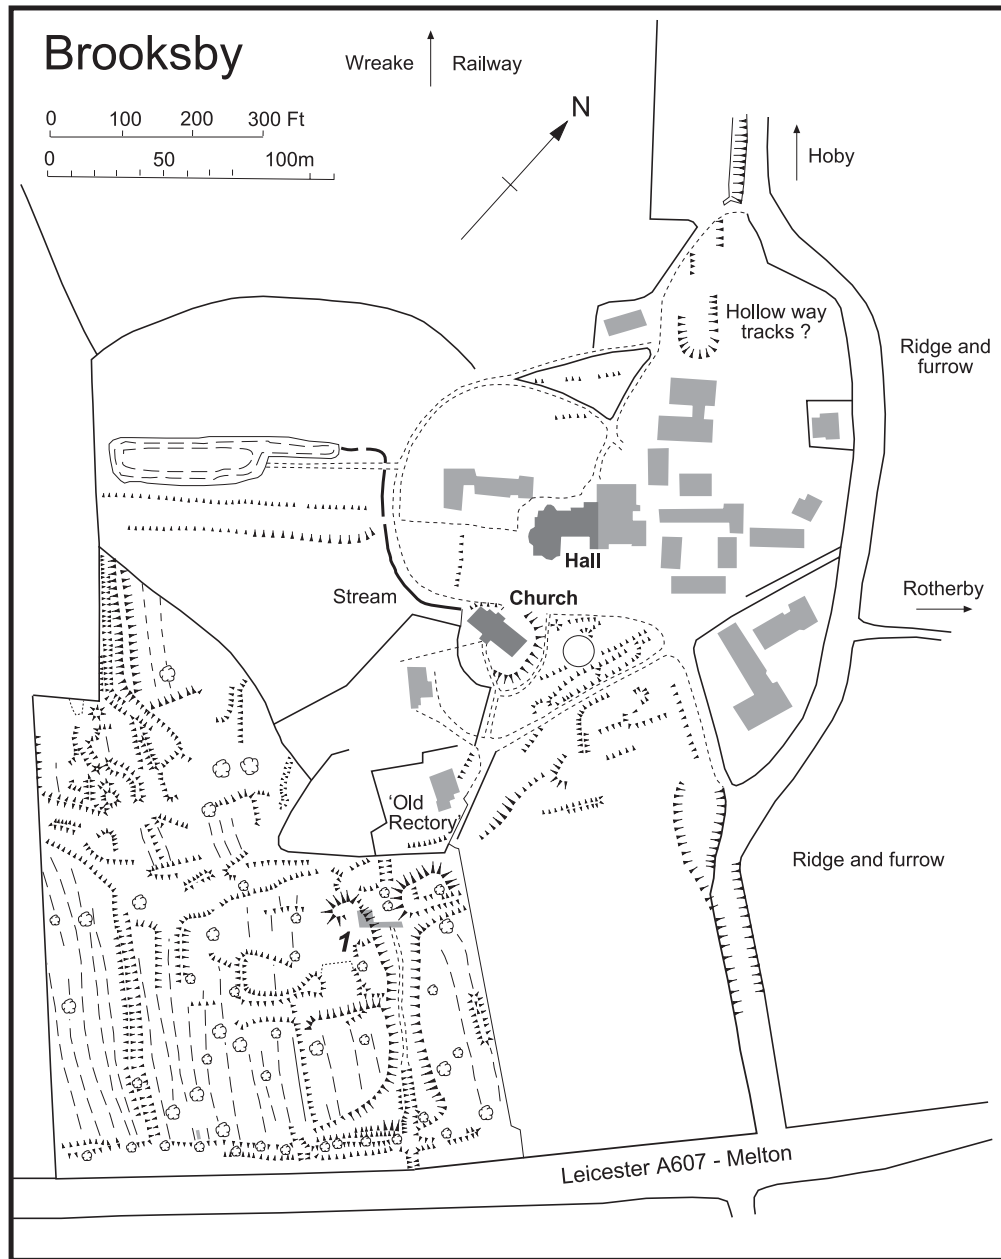 Brooksby
Wreake Railway
N
0 100 200 300 Ft
0 50 100m
Hoby
Hollow way
tracks ?
Ridge and
furrow
Hall
Rotherby
Stream
Church
'Old
Rectory'
Ridge and furrow
1
Leicester A607 - Melton